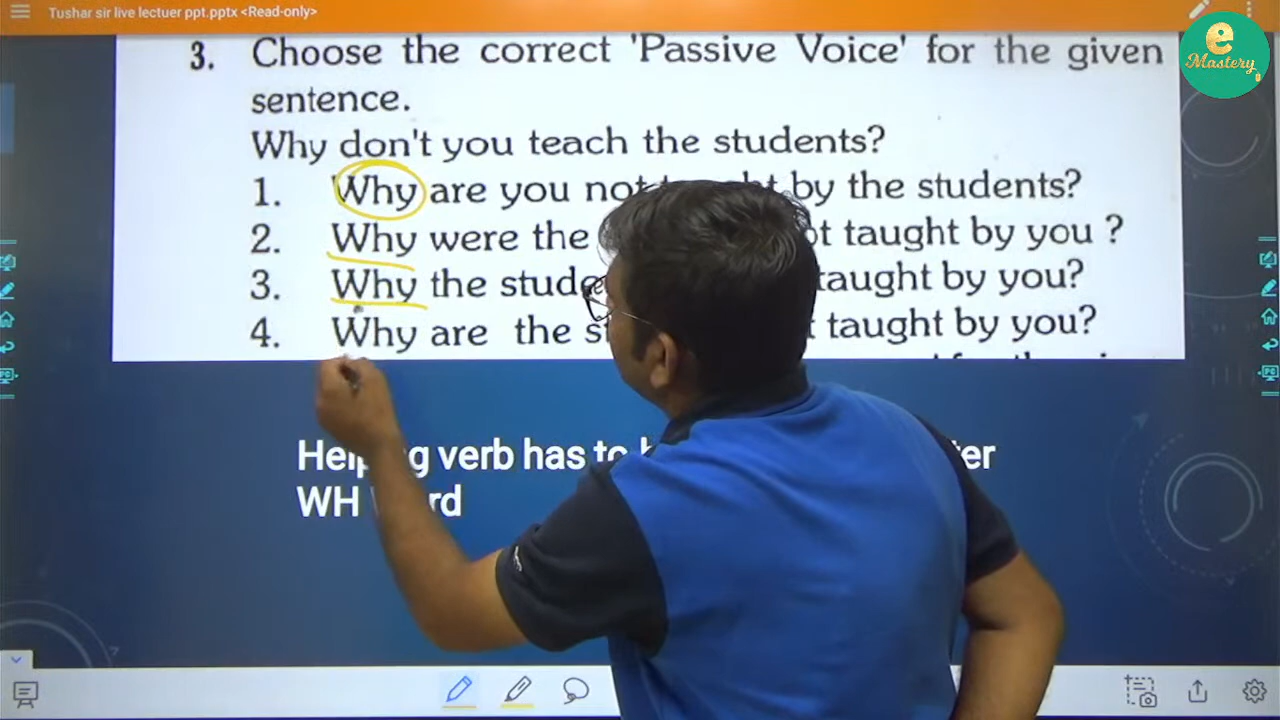 Tushar sir live lectuer ppt.pptx <Read-only>
e
Mastery
3. Choose the correct 'Passive Voice' for the given
sentence.
Why don't you teach the students?
1. Why are you not by the students?
2. Why were the taught by you ?
3. Why the taught by you?
4. Why are the taught by you?
Helping verb has to
WH